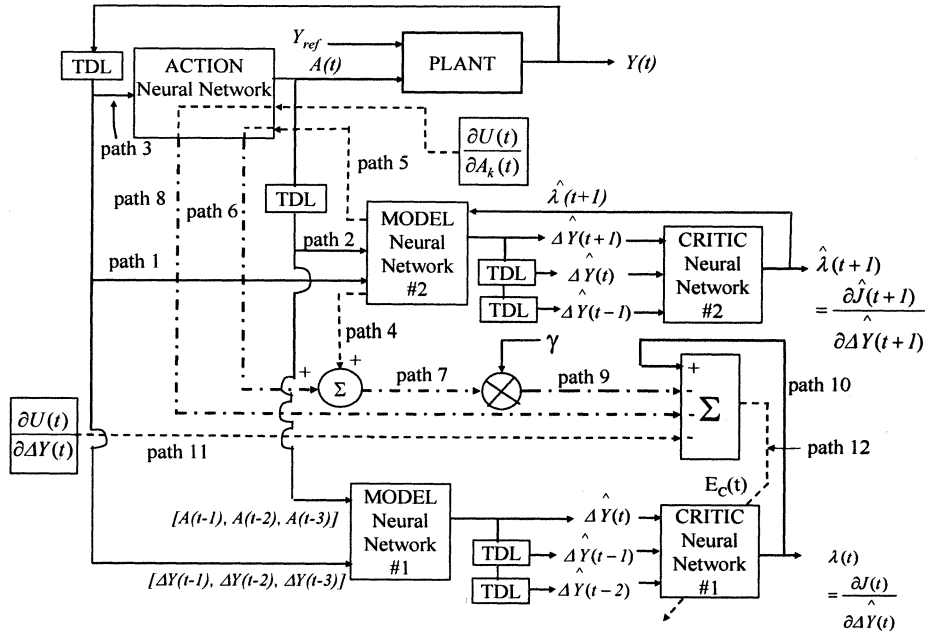 TDL
ACTION
Neural Network
Y_ref
A(t)
PLANT
Y(t)
path 3
path 8
path 6
path 5
∂U(t)
∂A_k(t)
TDL
path 1
path 2
MODEL
Neural
Network
#2
λ̂(t+1)
ΔŶ(t+1)
TDL
ΔŶ(t)
TDL
ΔŶ(t-1)
CRITIC
Neural
Network
#2
λ̂(t+1)
= ∂Ĵ(t+1)
∂ΔŶ(t+1)
path 4
+
+
Σ
path 7
γ
path 9
+
-
-
-
Σ
path 10
∂U(t)
∂ΔY(t)
path 11
path 12
E_C(t)
[A(t-1), A(t-2), A(t-3)]
[ΔY(t-1), ΔY(t-2), ΔY(t-3)]
MODEL
Neural
Network
#1
ΔŶ(t)
TDL
ΔŶ(t-1)
TDL
ΔŶ(t-2)
CRITIC
Neural
Network
#1
λ(t)
= ∂J(t)
∂ΔŶ(t)